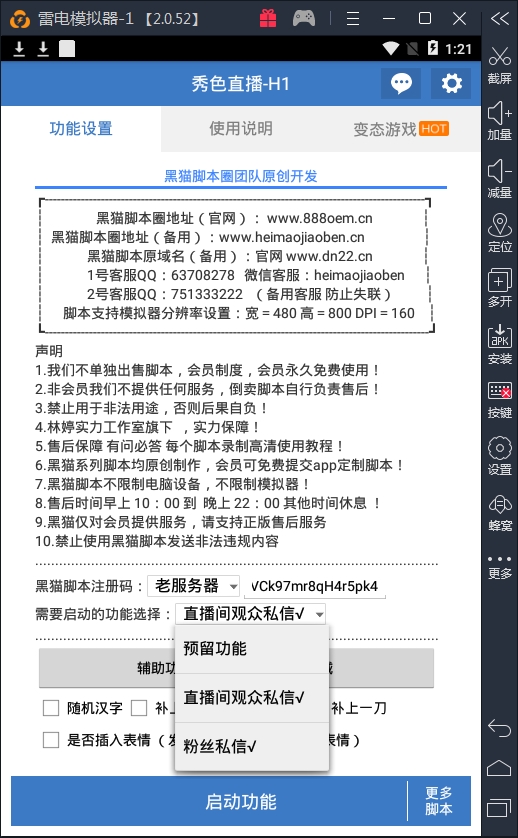 雷电模拟器-1 【2.0.52】
1:21
秀色直播-H1
功能设置
使用说明
变态游戏 HOT
黑猫脚本圈团队原创开发
黑猫脚本圈地址（官网）：www.888oem.cn
黑猫脚本圈地址（备用）：www.heimaojiaoben.cn
黑猫脚本原域名（备用）：官网 www.dn22.cn
1号客服QQ：63708278 微信客服：heimaojiaoben
2号客服QQ：751333222 （备用客服 防止失联）
脚本支持模拟器分辨率设置：宽 = 480 高 = 800 DPI = 160
声明
1.我们不单独出售脚本，会员制度，会员永久免费使用！
2.非会员我们不提供任何服务，倒卖脚本自行负责售后！
3.禁止用于非法用途，否则后果自负！
4.林婷实力工作室旗下 ，实力保障！
5.售后保障 有问必答 每个脚本录制高清使用教程！
6.黑猫系列脚本均原创制作，会员可免费提交app定制脚本！
7.黑猫脚本不限制电脑设备，不限制模拟器！
8.售后时间早上 10：00 到 晚上 22：00 其他时间休息 ！
9.黑猫仅对会员提供服务，请支持正版售后服务
10.禁止使用黑猫脚本发送非法违规内容
黑猫脚本注册码：
老服务器
VCk97mr8qH4r5pk4
需要启动的功能选择：
直播间观众私信√
预留功能
直播间观众私信√
粉丝私信√
辅助功
随机汉字
补上
补上一刀
是否插入表情（发
表情）
启动功能
更多
脚本
截屏
加量
减量
定位
多开
APK
安装
按键
设置
蜂窝
更多